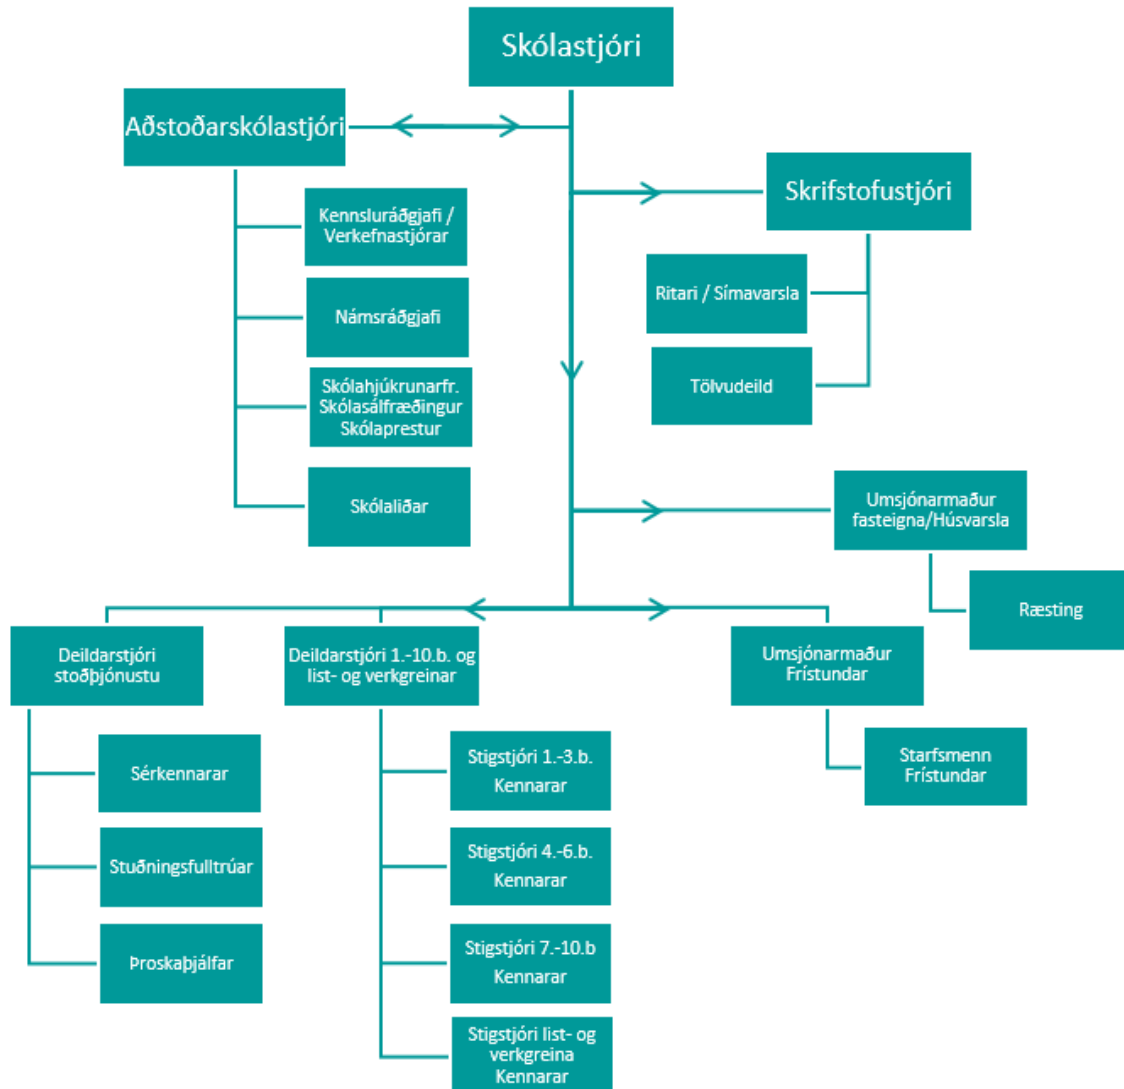 Skólastjóri
Aðstoðarskólastjóri
Kennsluráðgjafi /
Verkefnastjórar
Námsráðgjafi
Skólahjúkrunarfr.
Skólasálfræðingur
Skólaprestur
Skólaliðar
Skrifstofustjóri
Ritari / Símavarsla
Tölvudeild
Umsjónarmaður
fasteigna/Húsvarsla
Ræsting
Deildarstjóri
stoðþjónustu
Sérkennarar
Stuðningsfulltrúar
Þroskaþjálfar
Deildarstjóri 1.-10.b. og
list- og verkgreinar
Stigstjóri 1.-3.b.
Kennarar
Stigstjóri 4.-6.b.
Kennarar
Stigstjóri 7.-10.b
Kennarar
Stigstjóri list- og
verkgreina
Kennarar
Umsjónarmaður
Frístundar
Starfsmenn
Frístundar